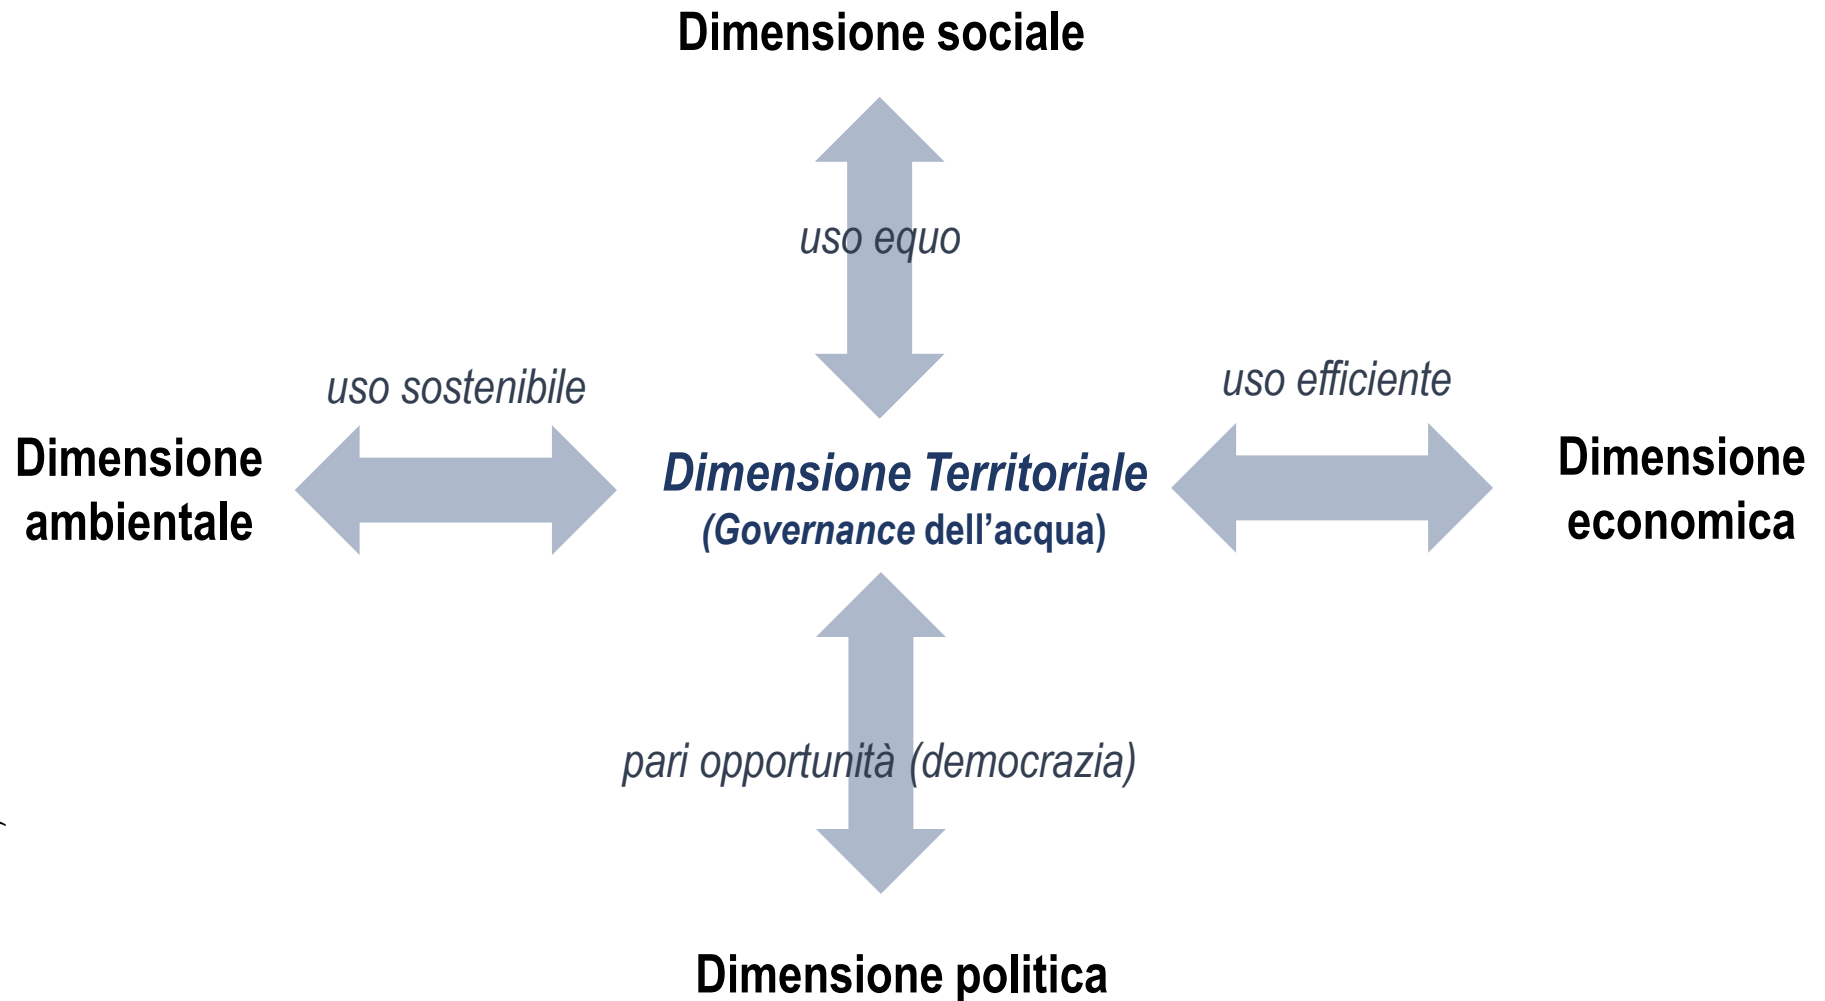 Dimensione sociale
uso equo
uso sostenibile
uso efficiente
Dimensione
ambientale
Dimensione Territoriale
(Governance dell’acqua)
Dimensione
economica
pari opportunità (democrazia)
Dimensione politica